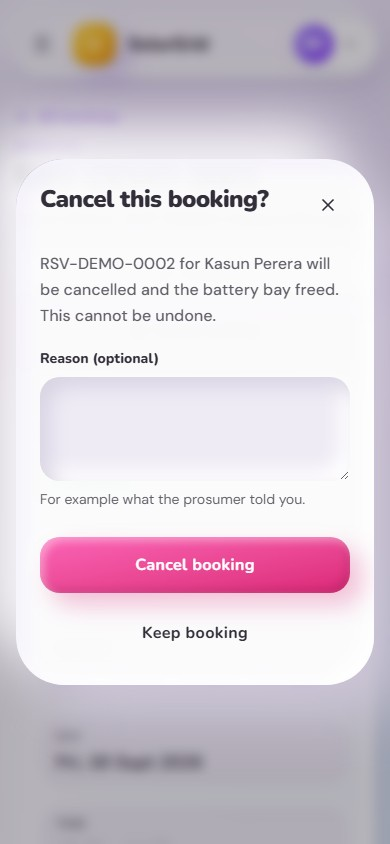 Cancel this booking?
RSV-DEMO-0002 for Kasun Perera will
be cancelled and the battery bay freed.
This cannot be undone.
Reason (optional)
For example what the prosumer told you.
Cancel booking
Keep booking